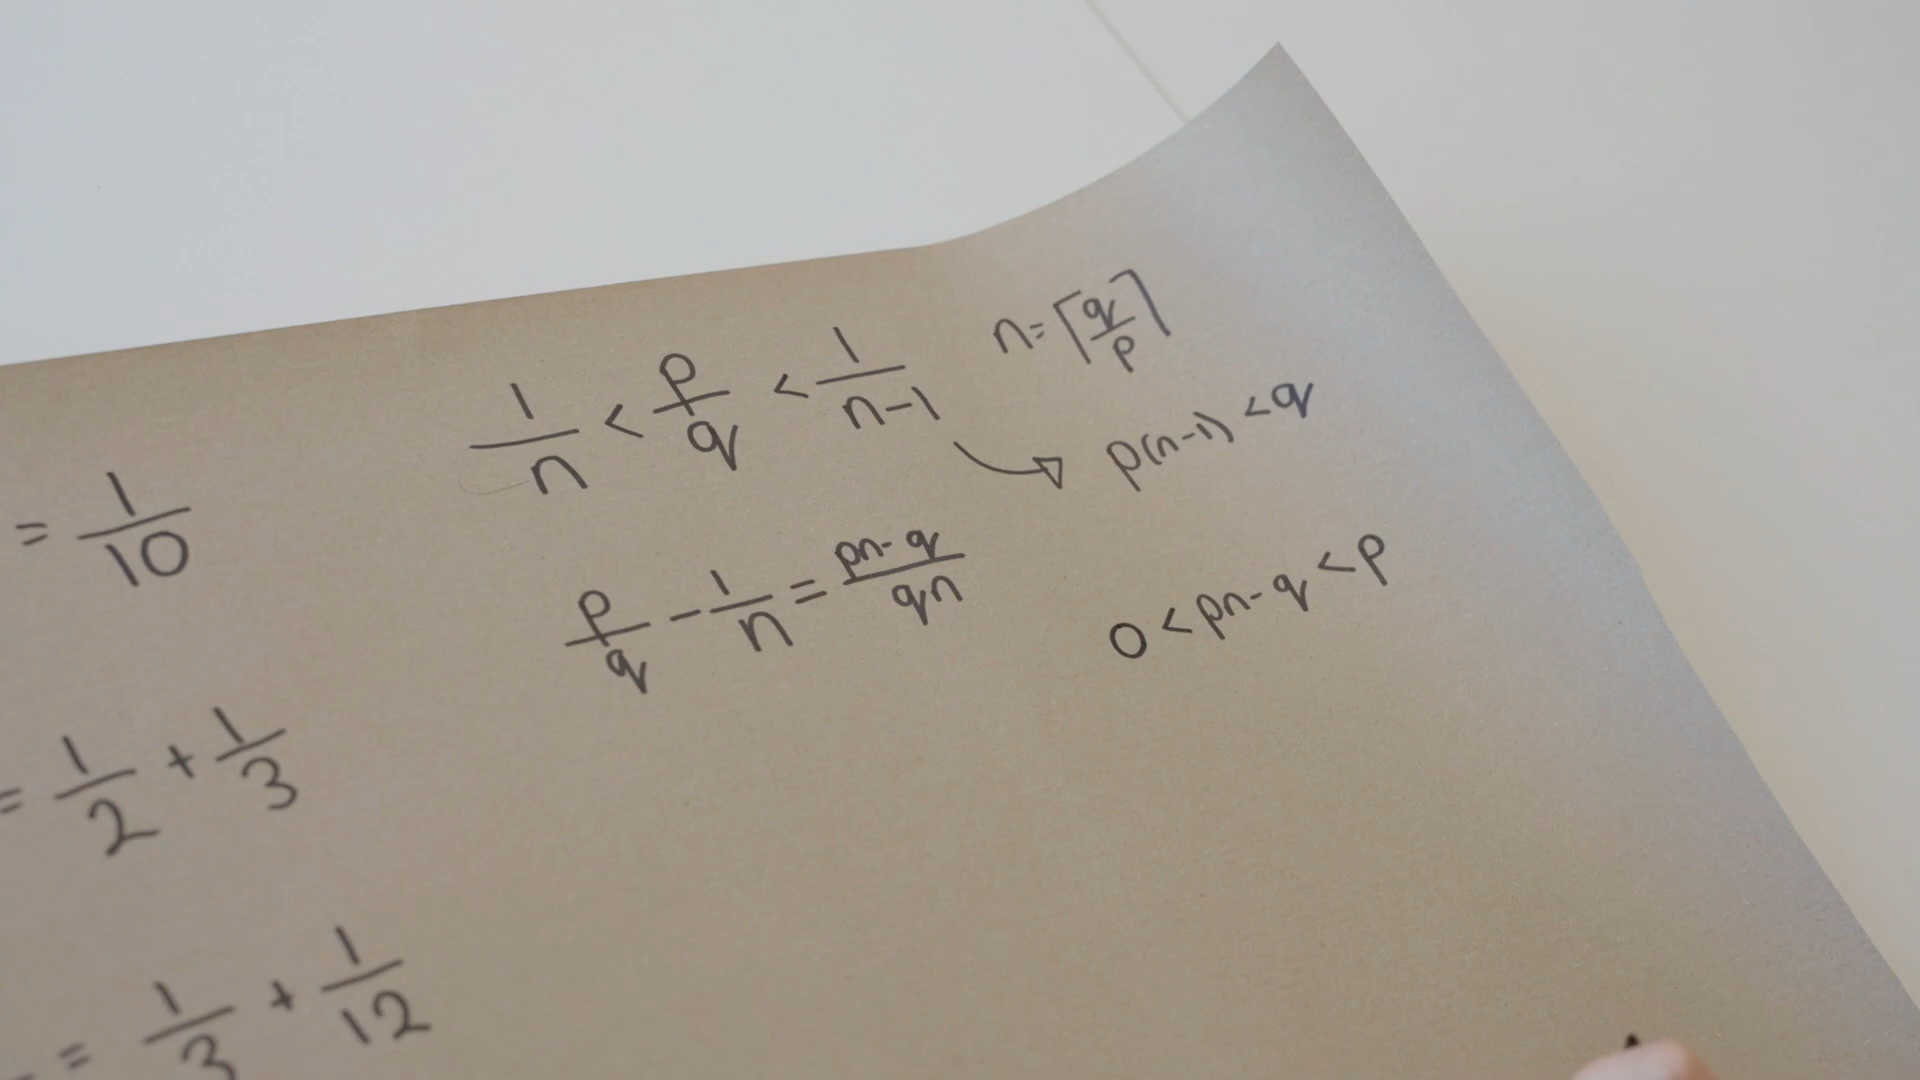 1/n < p/q < 1/(n-1)
n = ⌈q/p⌉
p(n-1) < q
= 1/10
p/q - 1/n = (pn-q)/(qn)
0 < pn-q < p
= 1/2 + 1/3
= 1/3 + 1/12